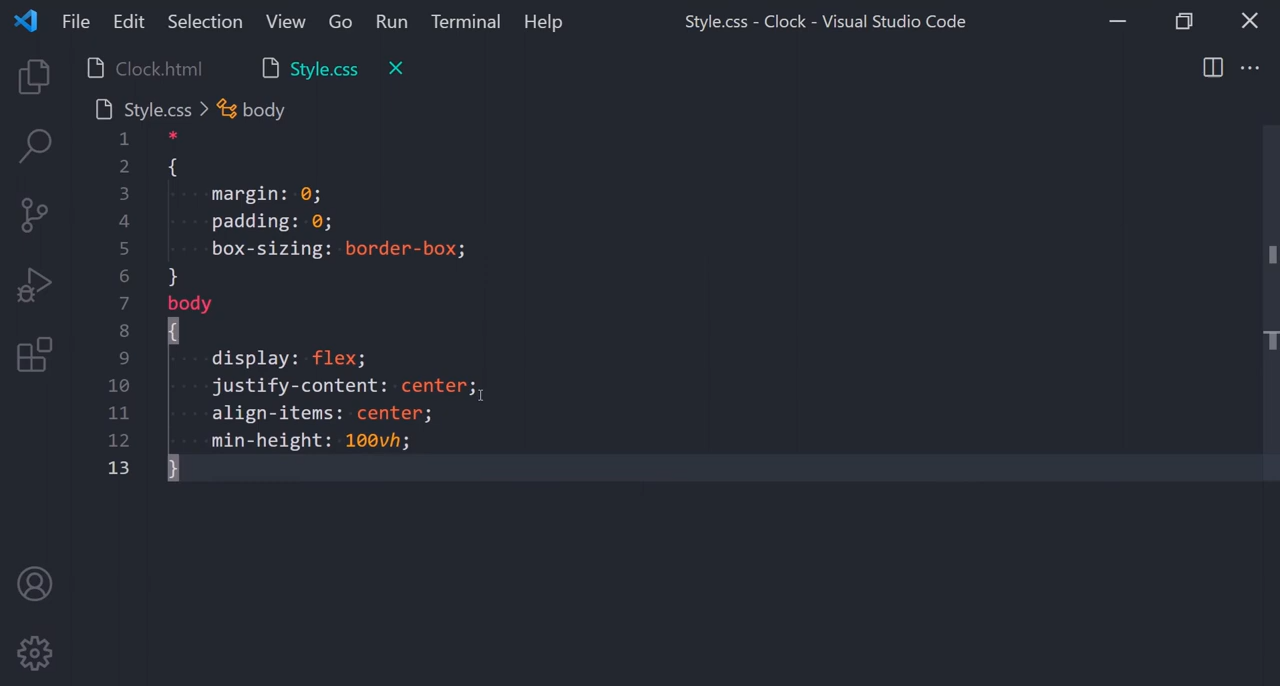 File Edit Selection View Go Run Terminal Help Style.css - Clock - Visual Studio Code
Clock.html Style.css
Style.css > body
1 *
2 {
3 margin: 0;
4 padding: 0;
5 box-sizing: border-box;
6 }
7 body
8 {
9 display: flex;
10 justify-content: center;
11 align-items: center;
12 min-height: 100vh;
13 }